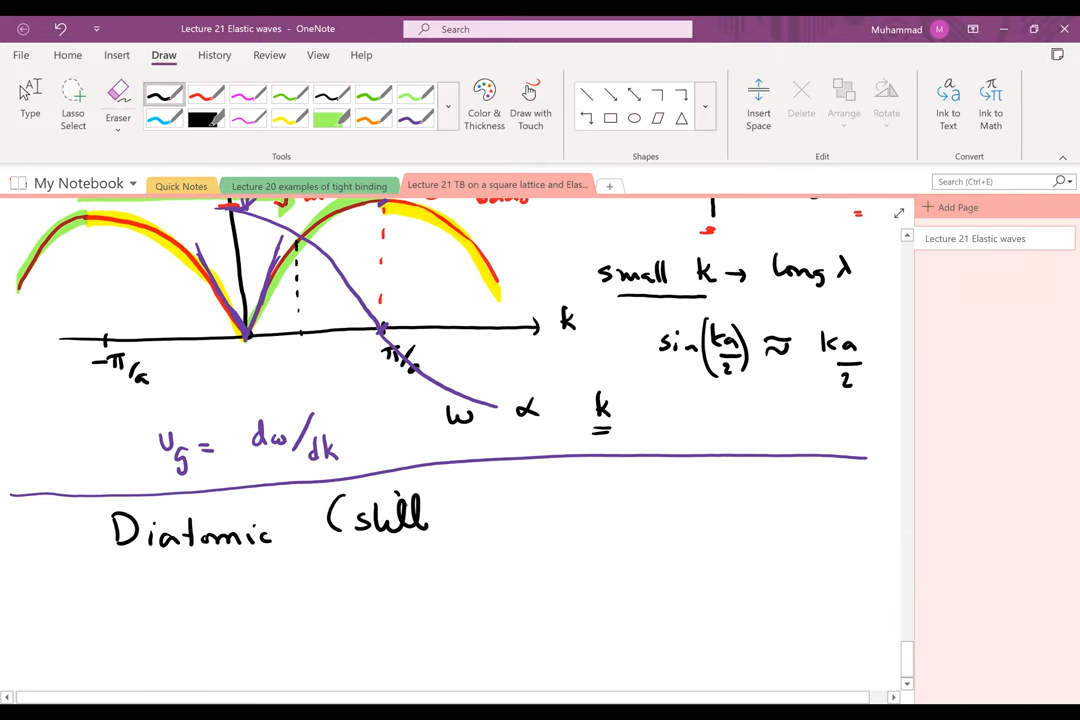 Lecture 21 Elastic waves - OneNote
Search
Muhammad
M
File Home Insert Draw History Review View Help
Type
Lasso Select
Eraser
Color & Thickness
Draw with Touch
Insert Space
Delete
Arrange
Rotate
Ink to Text
Ink to Math
Tools
Shapes
Edit
Convert
My Notebook
Quick Notes
Lecture 20 examples of tight binding
Lecture 21 TB on a square lattice and Elas...
Search (Ctrl+E)
Add Page
Lecture 21 Elastic waves
small k → long λ
k
sin(ka/2) ≈ ka/2
-π/a
π/a
ω ∝ k
vg = dω/dk
Diatomic (still